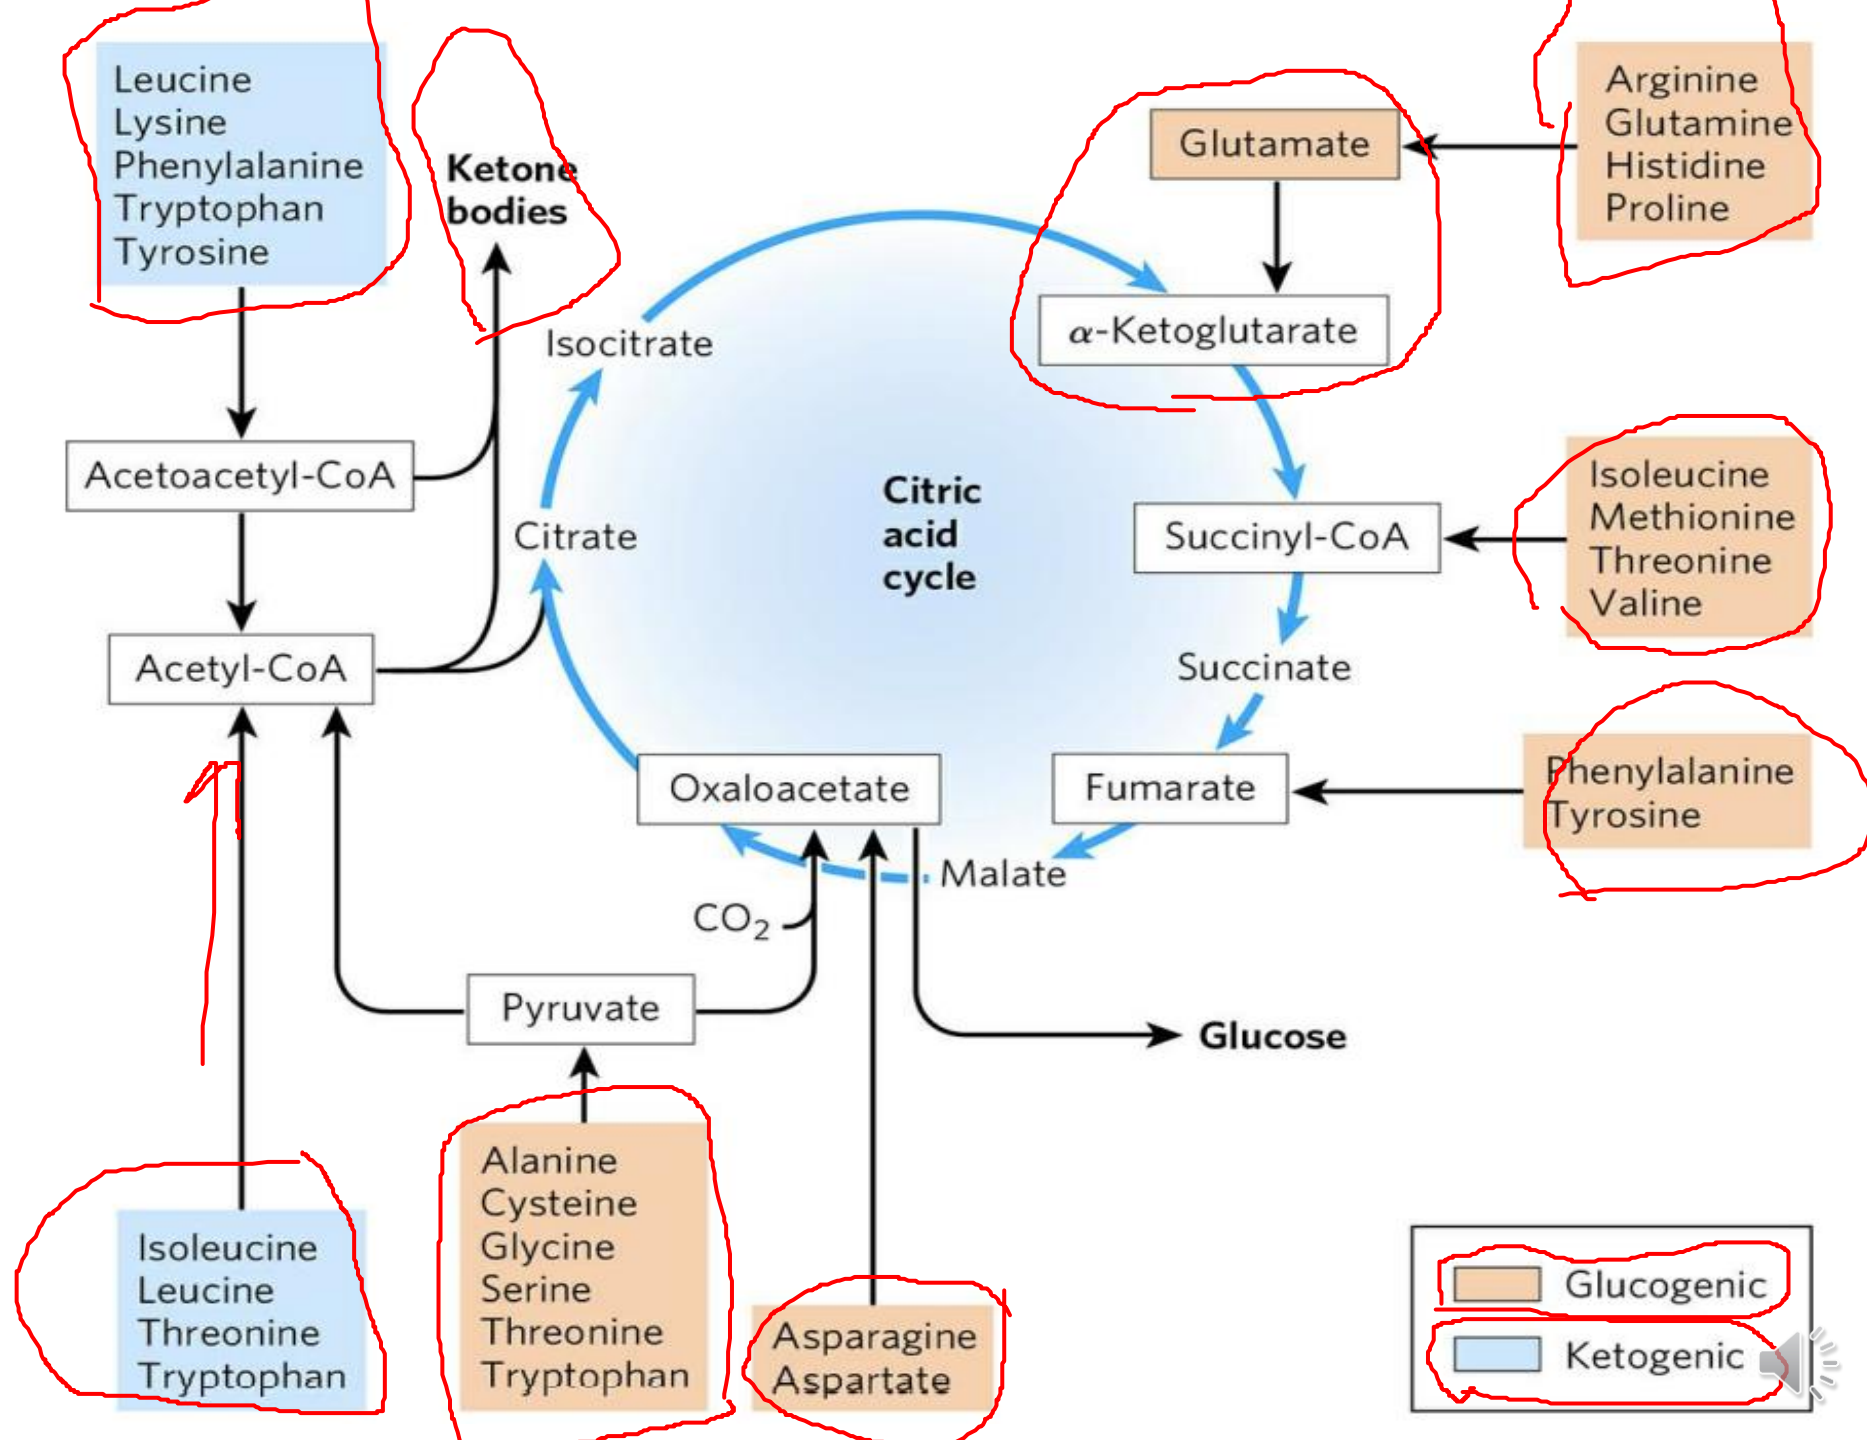 Leucine
Lysine
Phenylalanine
Tryptophan
Tyrosine
Ketone
bodies
Glutamate
Arginine
Glutamine
Histidine
Proline
Isocitrate
α-Ketoglutarate
Acetoacetyl-CoA
Citrate
Citric
acid
cycle
Succinyl-CoA
Isoleucine
Methionine
Threonine
Valine
Acetyl-CoA
Succinate
Oxaloacetate
Fumarate
Phenylalanine
Tyrosine
Malate
CO₂
Pyruvate
Glucose
Isoleucine
Leucine
Threonine
Tryptophan
Alanine
Cysteine
Glycine
Serine
Threonine
Tryptophan
Asparagine
Aspartate
Glucogenic
Ketogenic